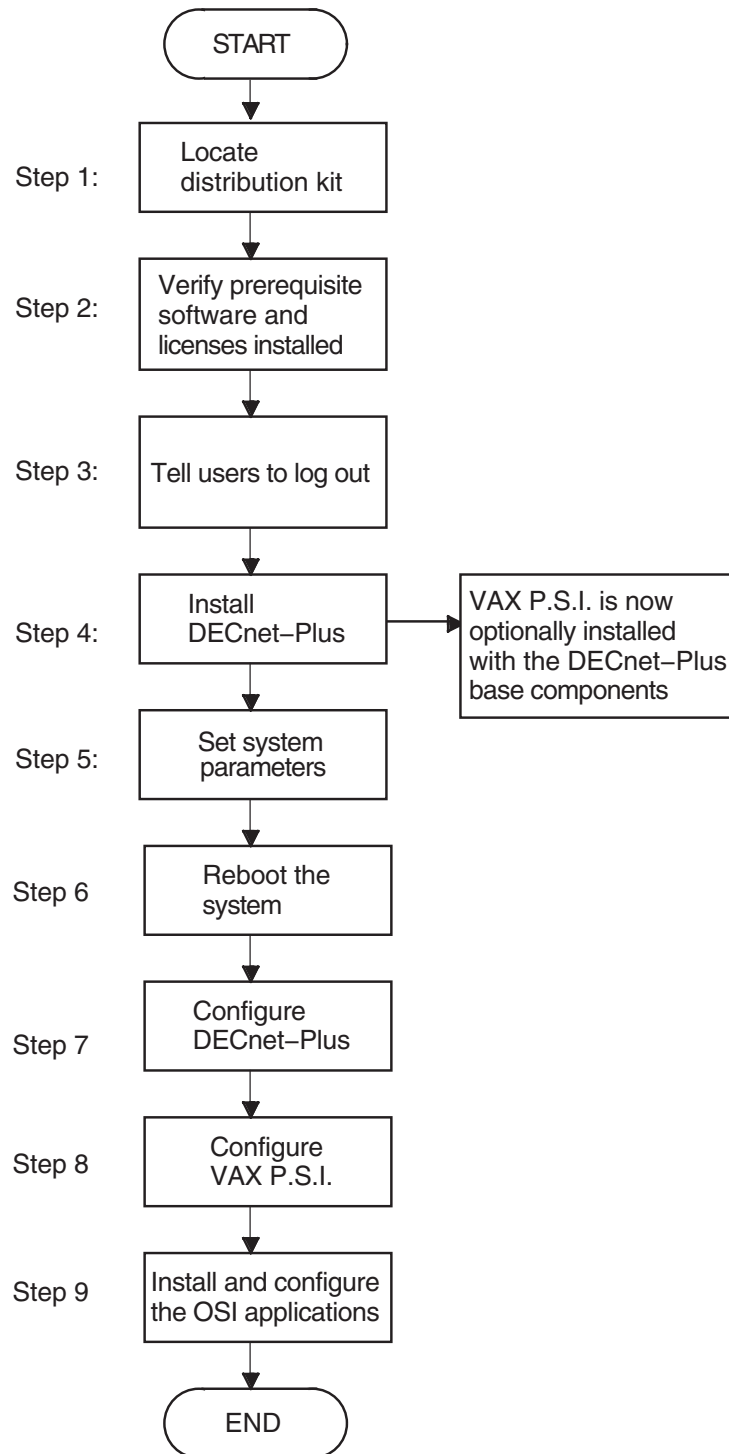 START
Step 1:
Locate
distribution kit
Step 2:
Verify prerequisite
software and
licenses installed
Step 3:
Tell users to log out
Step 4:
Install
DECnet–Plus
VAX P.S.I. is now
optionally installed
with the DECnet–Plus
base components
Step 5:
Set system
parameters
Step 6
Reboot the
system
Step 7
Configure
DECnet–Plus
Step 8
Configure
VAX P.S.I.
Step 9
Install and configure
the OSI applications
END